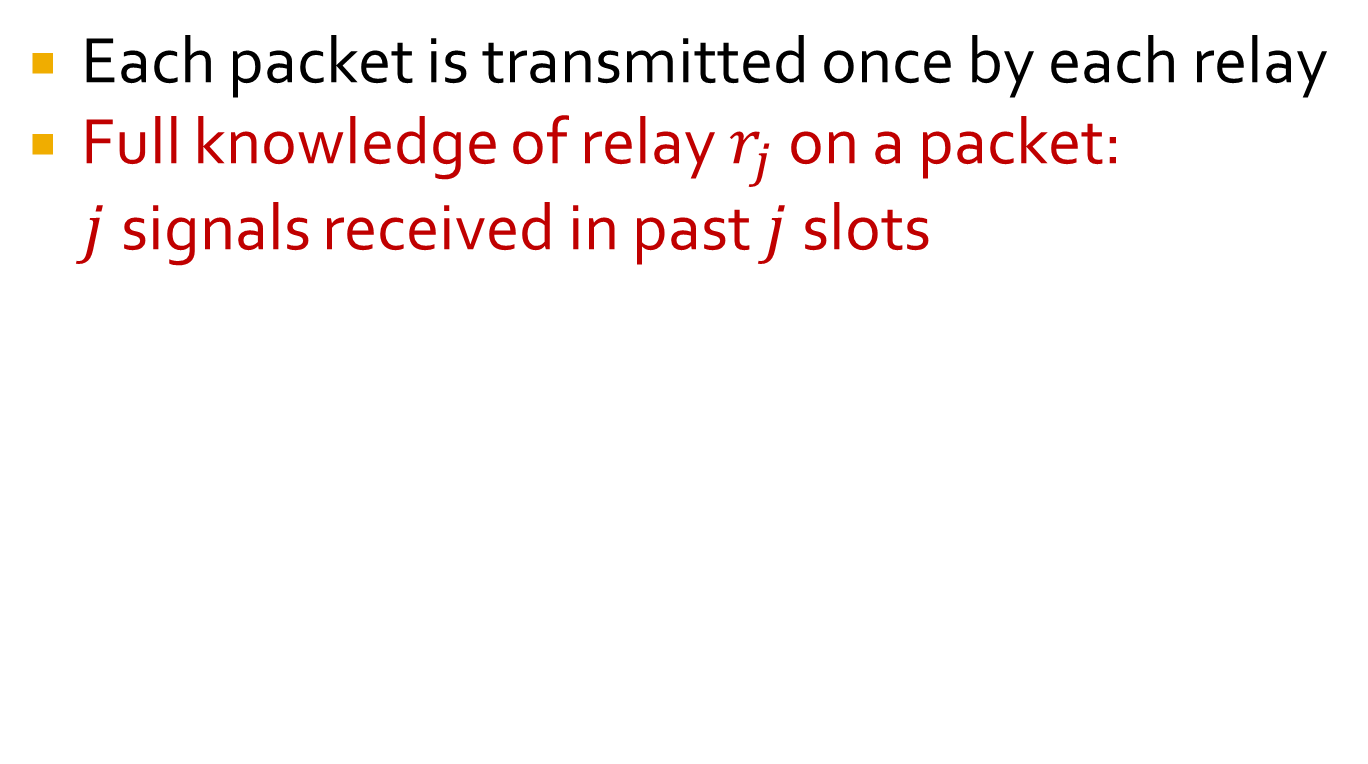 ▪ Each packet is transmitted once by each relay
▪ Full knowledge of relay $r_j$ on a packet:
$j$ signals received in past $j$ slots